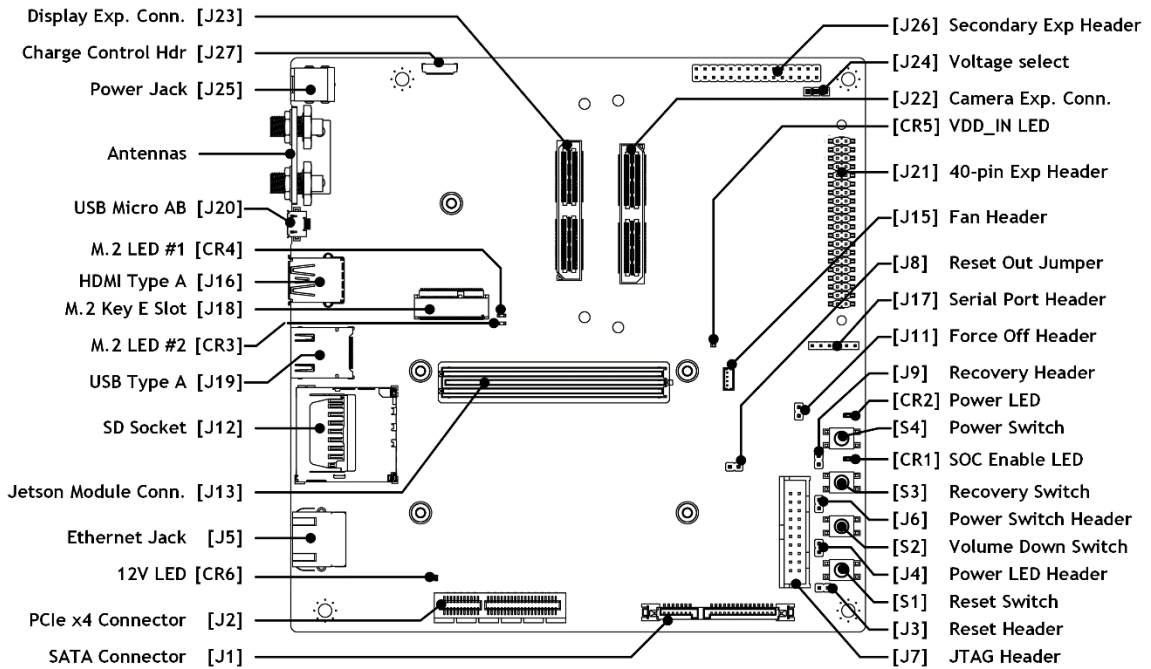 Display Exp. Conn. [J23]
Charge Control Hdr [J27]
Power Jack [J25]
Antennas
USB Micro AB [J20]
M.2 LED #1 [CR4]
HDMI Type A [J16]
M.2 Key E Slot [J18]
M.2 LED #2 [CR3]
USB Type A [J19]
SD Socket [J12]
Jetson Module Conn. [J13]
Ethernet Jack [J5]
12V LED [CR6]
PCIe x4 Connector [J2]
SATA Connector [J1]
[J26] Secondary Exp Header
[J24] Voltage select
[J22] Camera Exp. Conn.
[CR5] VDD_IN LED
[J21] 40-pin Exp Header
[J15] Fan Header
[J8] Reset Out Jumper
[J17] Serial Port Header
[J11] Force Off Header
[J9] Recovery Header
[CR2] Power LED
[S4] Power Switch
[CR1] SOC Enable LED
[S3] Recovery Switch
[J6] Power Switch Header
[S2] Volume Down Switch
[J4] Power LED Header
[S1] Reset Switch
[J3] Reset Header
[J7] JTAG Header